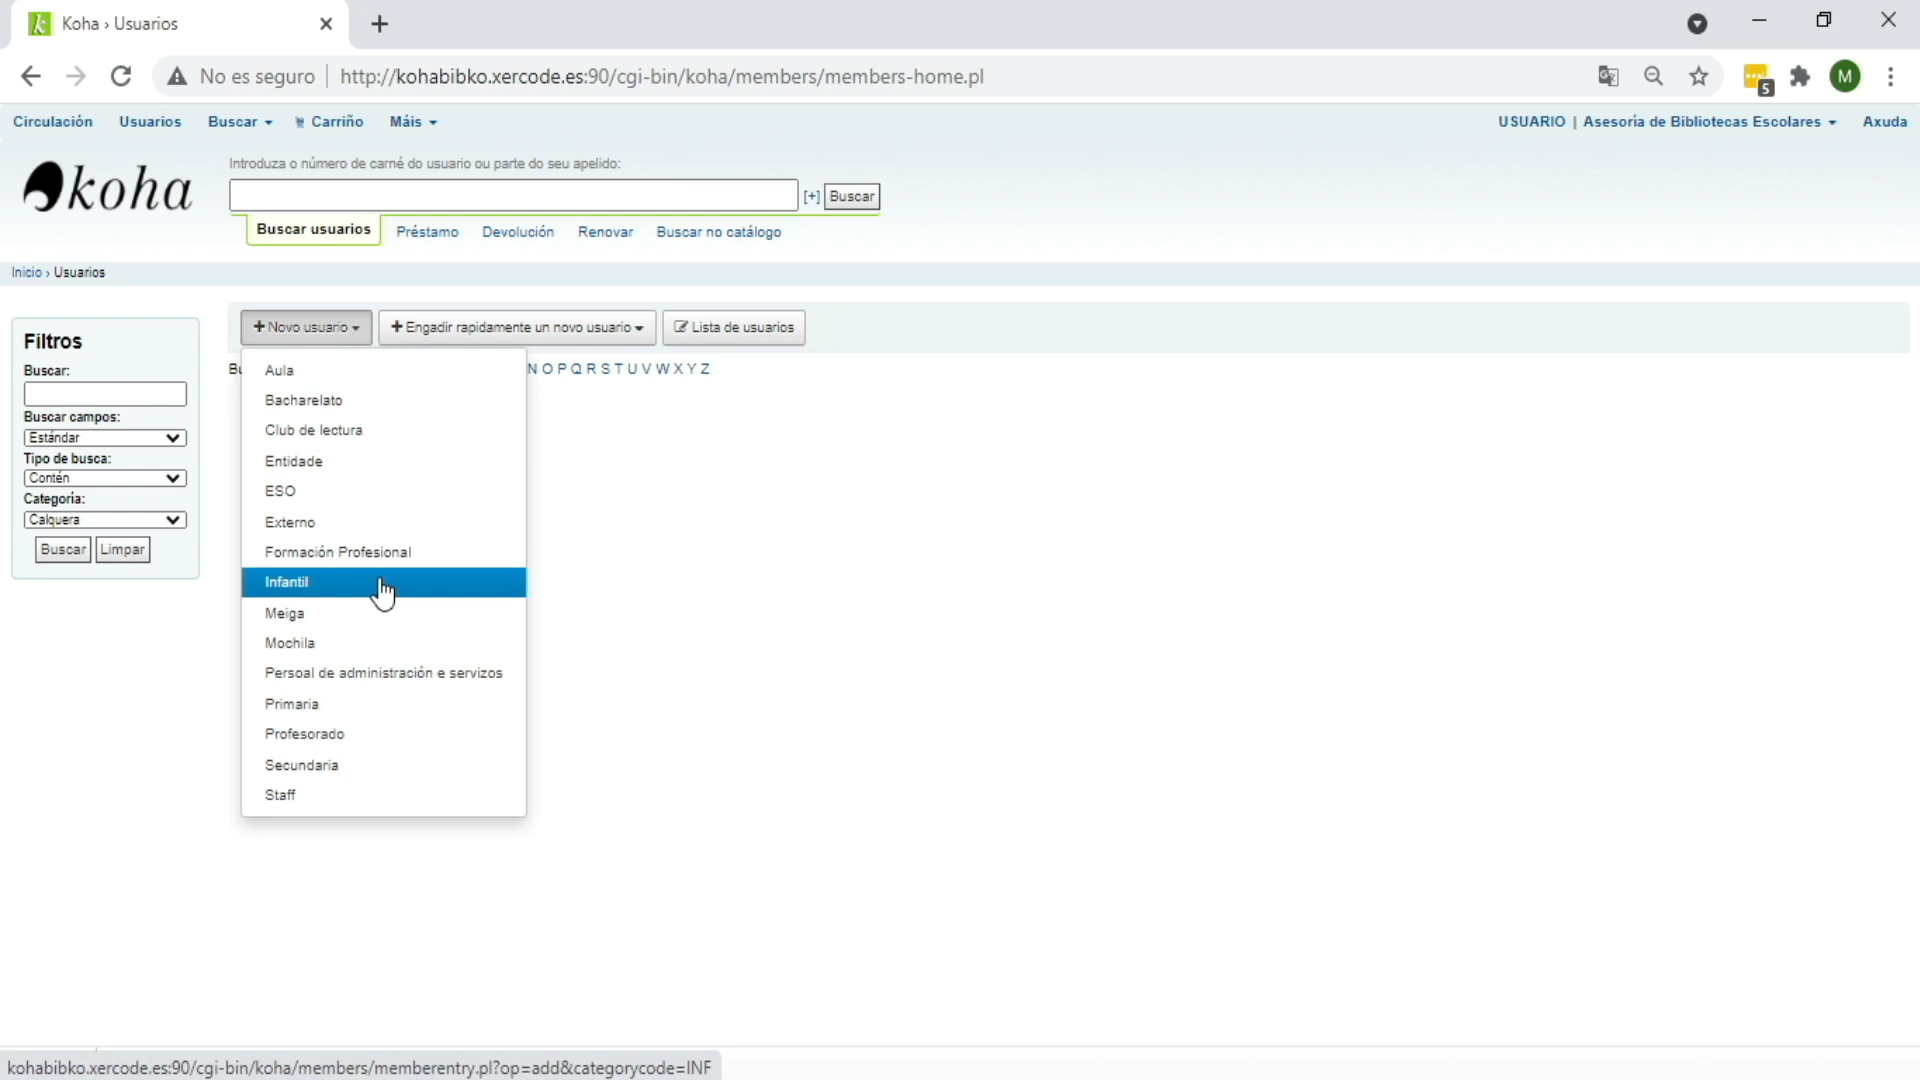 Koha › Usuarios
No es seguro
http://kohabibko.xercode.es:90/cgi-bin/koha/members/members-home.pl
5
M
Circulación Usuarios Buscar Carriño Máis
USUARIO | Asesoría de Bibliotecas Escolares Axuda
koha
Introduza o número de carné do usuario ou parte do seu apelido:
[+] Buscar
Buscar usuarios Préstamo Devolución Renovar Buscar no catálogo
Inicio › Usuarios
Filtros
Buscar:
Buscar campos:
Estándar
Tipo de busca:
Contén
Categoría:
Calquera
Buscar Limpar
+ Novo usuario + Engadir rapidamente un novo usuario Lista de usuarios
N O P Q R S T U V W X Y Z
Aula
Bacharelato
Club de lectura
Entidade
ESO
Externo
Formación Profesional
Infantil
Meiga
Mochila
Persoal de administración e servizos
Primaria
Profesorado
Secundaria
Staff
kohabibko.xercode.es:90/cgi-bin/koha/members/memberentry.pl?op=add&categorycode=INF